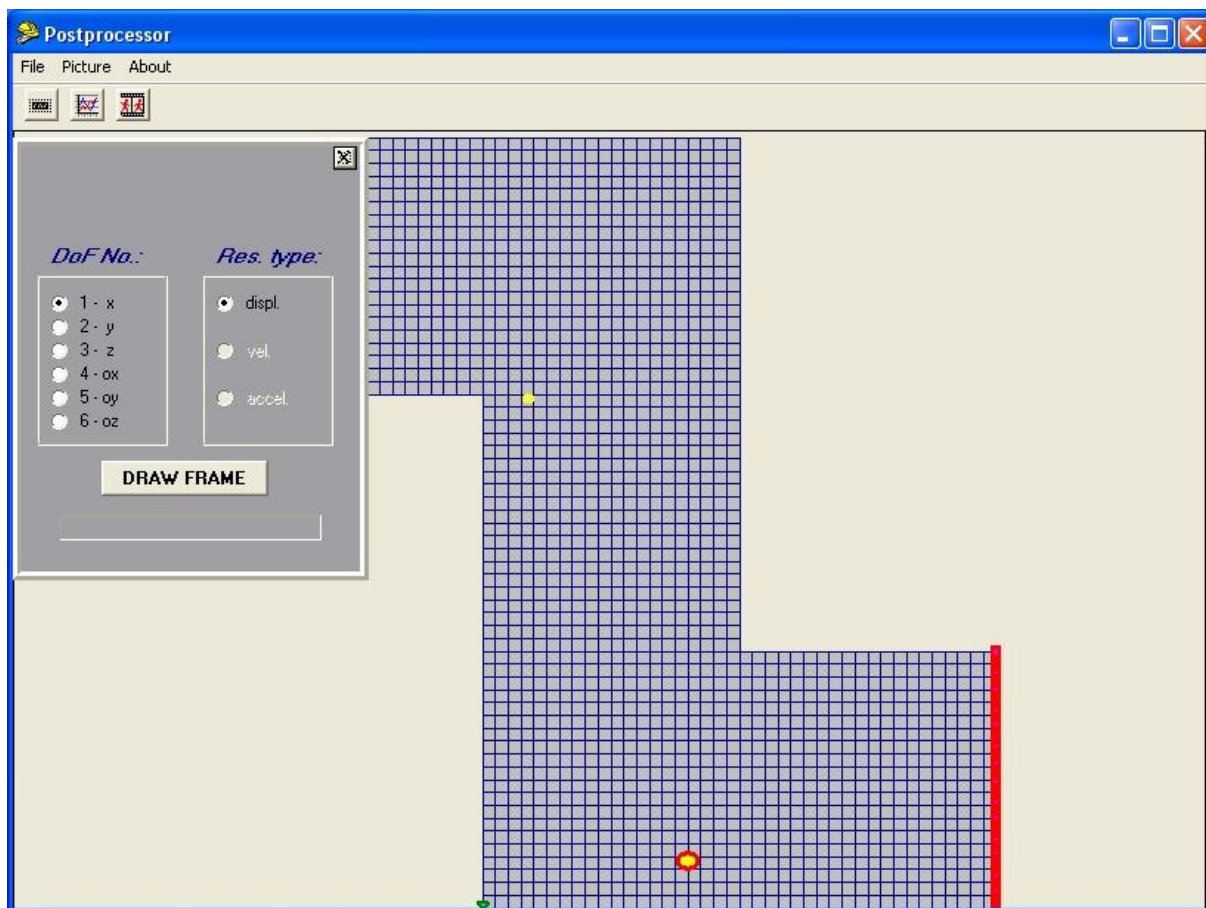 Postprocessor
File Picture About
DoF No.: Res. type:
1 - x
2 - y
3 - z
4 - ox
5 - oy
6 - oz
displ.
vel.
accel.
DRAW FRAME